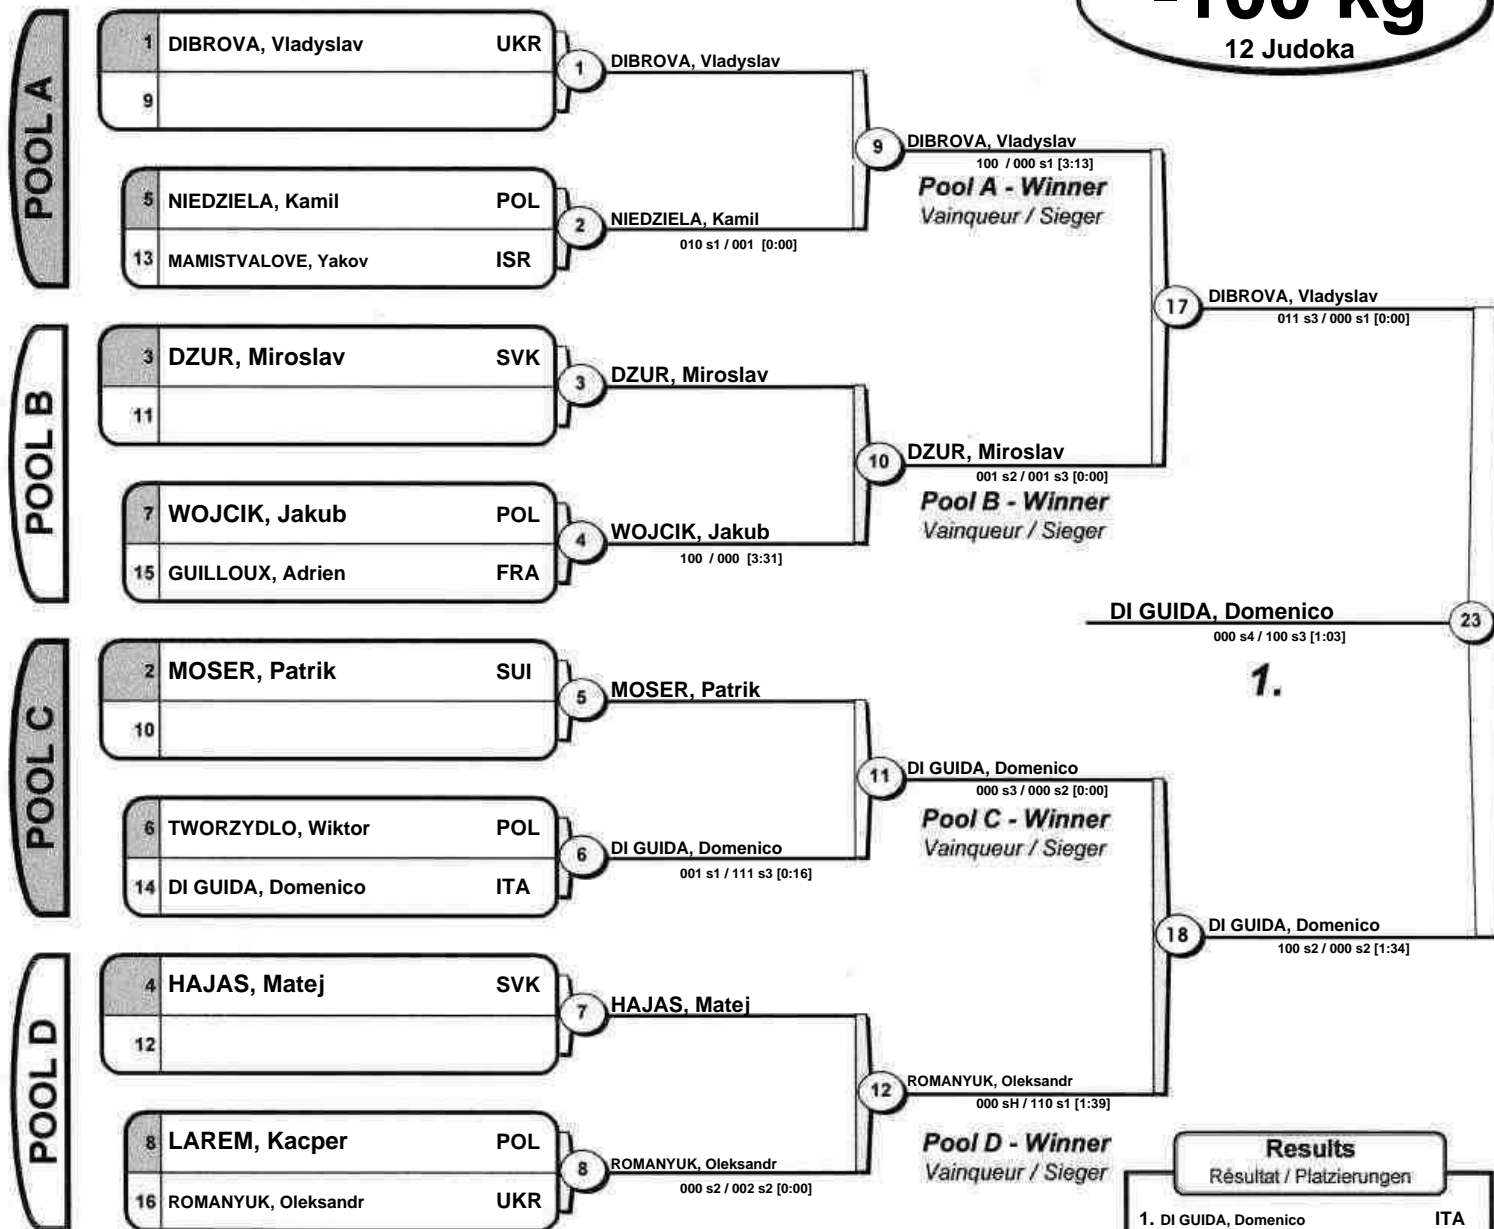 -100 kg
12 Judoka
POOL A
1 DIBROVA, Vladyslav UKR
9
1 DIBROVA, Vladyslav
5 NIEDZIELA, Kamil POL
13 MAMISTVALOVE, Yakov ISR
2 NIEDZIELA, Kamil
010 s1 / 001 [0:00]
9 DIBROVA, Vladyslav
100 / 000 s1 [3:13]
Pool A - Winner
Vainqueur / Sieger
POOL B
3 DZUR, Miroslav SVK
11
3 DZUR, Miroslav
7 WOJCIK, Jakub POL
15 GUILLOUX, Adrien FRA
4 WOJCIK, Jakub
100 / 000 [3:31]
10 DZUR, Miroslav
001 s2 / 001 s3 [0:00]
Pool B - Winner
Vainqueur / Sieger
17 DIBROVA, Vladyslav
011 s3 / 000 s1 [0:00]
DI GUIDA, Domenico 23
000 s4 / 100 s3 [1:03]
1.
POOL C
2 MOSER, Patrik SUI
10
5 MOSER, Patrik
6 TWORZYDLO, Wiktor POL
14 DI GUIDA, Domenico ITA
6 DI GUIDA, Domenico
001 s1 / 111 s3 [0:16]
11 DI GUIDA, Domenico
000 s3 / 000 s2 [0:00]
Pool C - Winner
Vainqueur / Sieger
POOL D
4 HAJAS, Matej SVK
12
7 HAJAS, Matej
8 LAREM, Kacper POL
16 ROMANYUK, Oleksandr UKR
8 ROMANYUK, Oleksandr
000 s2 / 002 s2 [0:00]
12 ROMANYUK, Oleksandr
000 sH / 110 s1 [1:39]
Pool D - Winner
Vainqueur / Sieger
18 DI GUIDA, Domenico
100 s2 / 000 s2 [1:34]
Results
Résultat / Platzierungen
1. DI GUIDA, Domenico ITA